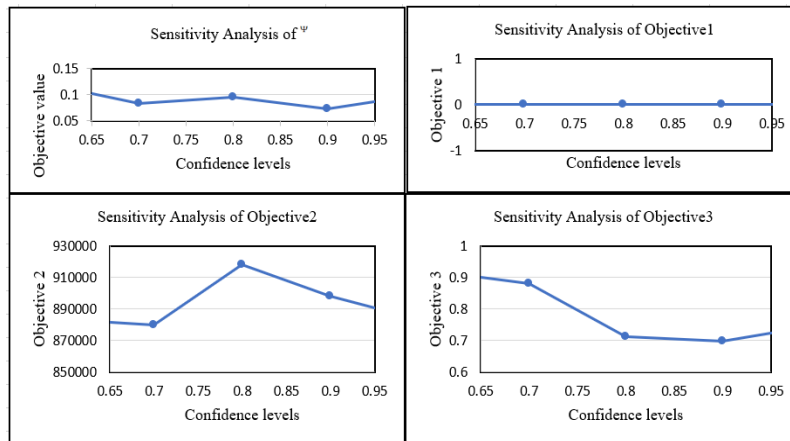 Sensitivity Analysis of Ψ
0.15
0.1
0.05
0.65 0.7 0.75 0.8 0.85 0.9 0.95
Objective value
Confidence levels
Sensitivity Analysis of Objective1
1
0
-1
0.65 0.7 0.75 0.8 0.85 0.9 0.95
Objective 1
Confidence levels
Sensitivity Analysis of Objective2
930000
910000
890000
870000
850000
0.65 0.7 0.75 0.8 0.85 0.9 0.95
Objective 2
Confidence levels
Sensitivity Analysis of Objective3
1
0.9
0.8
0.7
0.6
0.65 0.7 0.75 0.8 0.85 0.9 0.95
Objective 3
Confidence levels